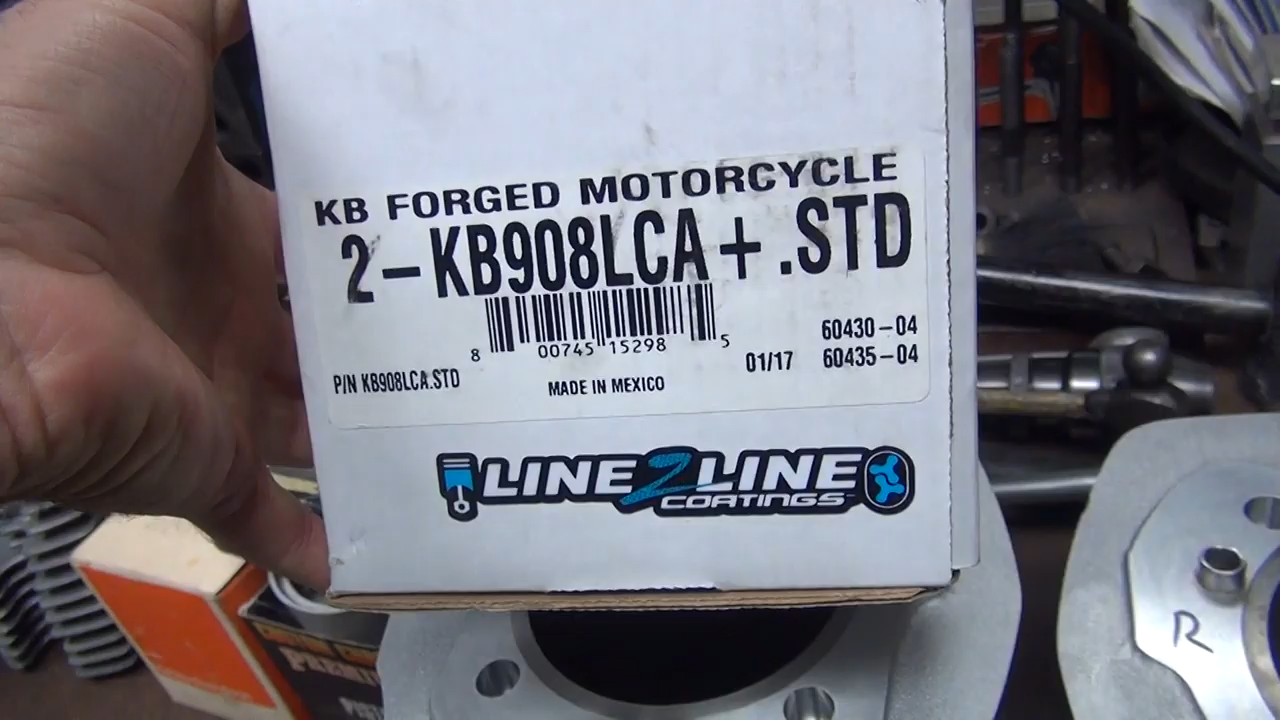 KB FORGED MOTORCYCLE
2-KB908LCA+.STD
8 00745 15298 5
60430-04
01/17 60435-04
P/N KB908LCA.STD
MADE IN MEXICO
LINE2LINE
COATINGS
R